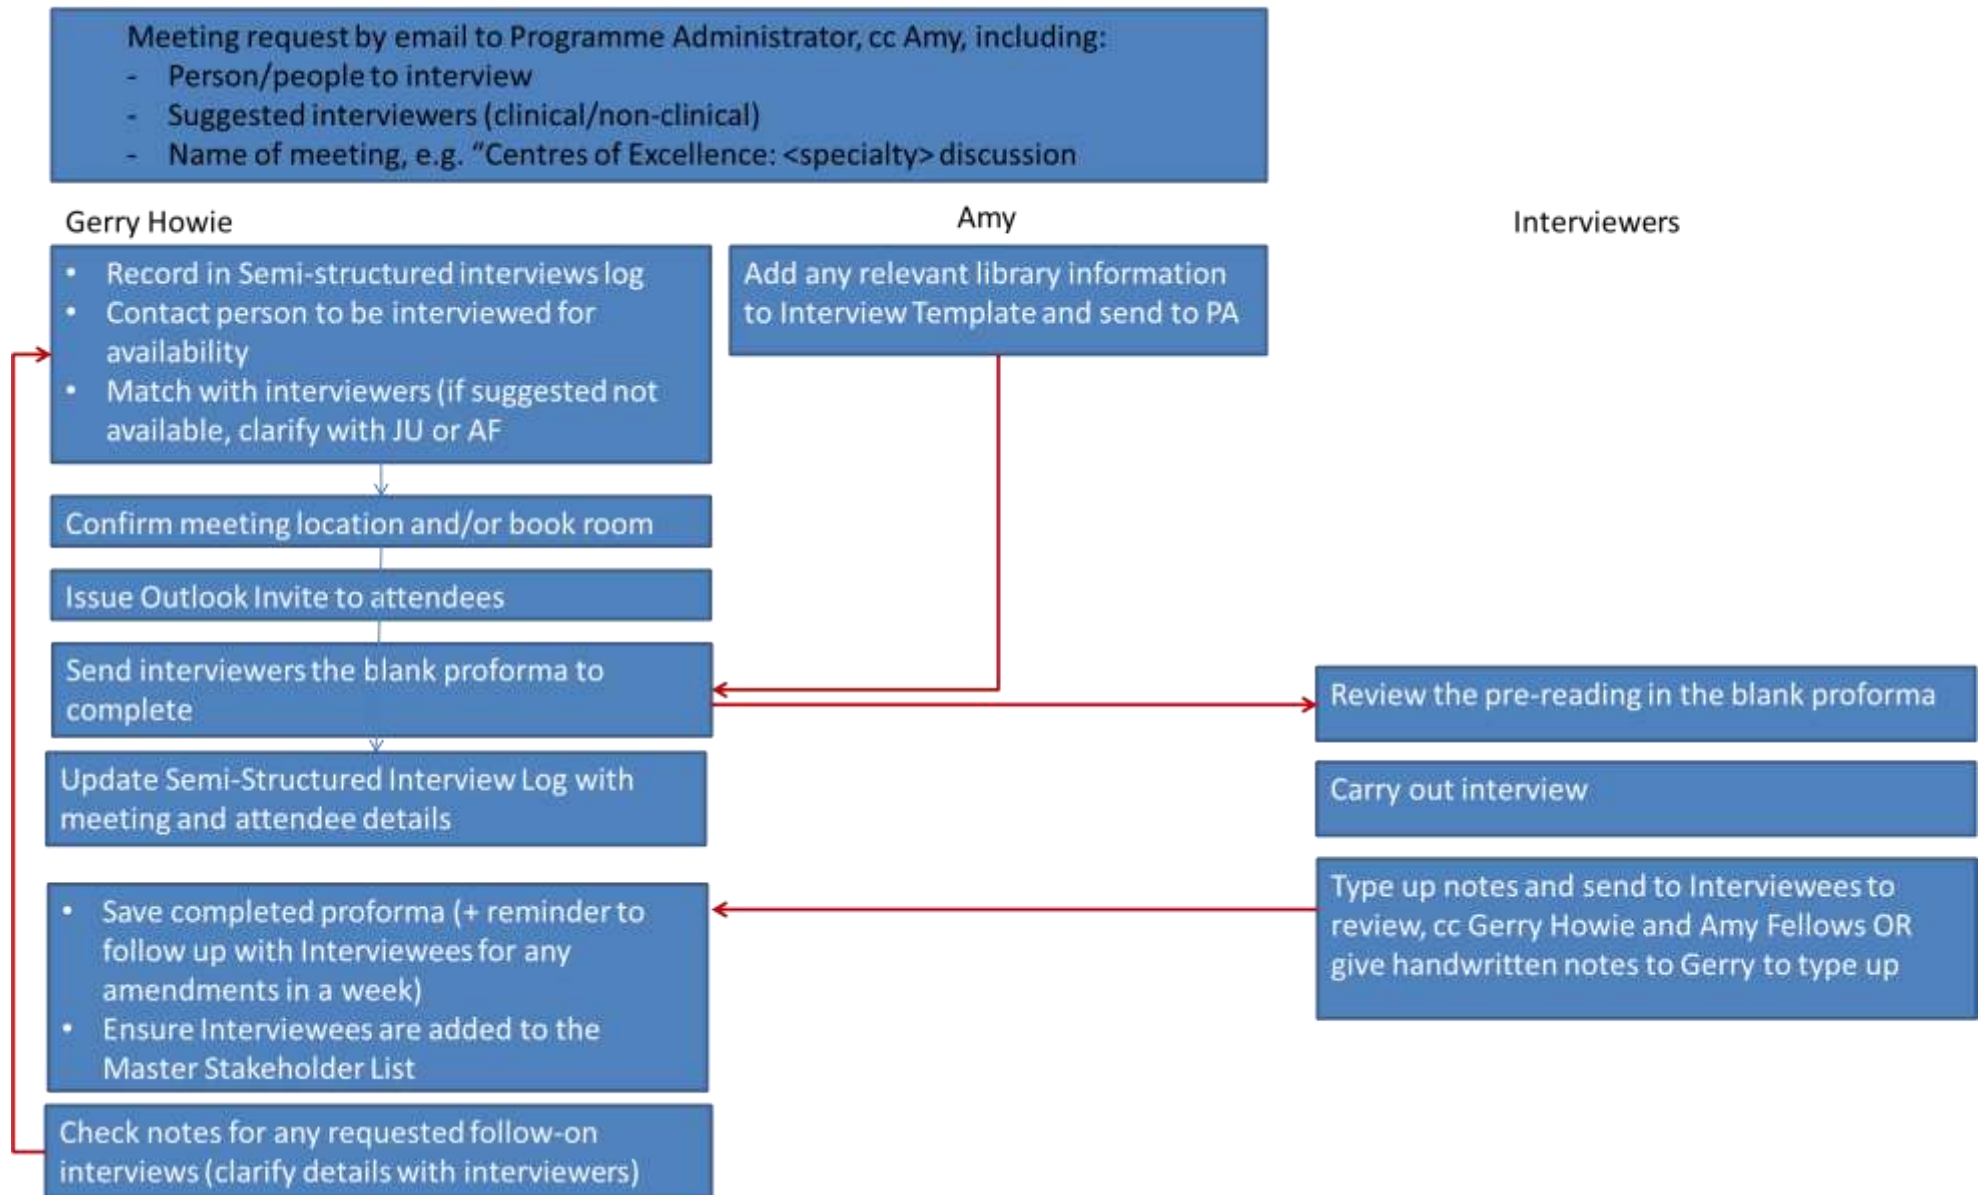 Meeting request by email to Programme Administrator, cc Amy, including:
- Person/people to interview
- Suggested interviewers (clinical/non-clinical)
- Name of meeting, e.g. “Centres of Excellence: <specialty> discussion
Gerry Howie
• Record in Semi-structured interviews log
• Contact person to be interviewed for
availability
• Match with interviewers (if suggested not
available, clarify with JU or AF
Confirm meeting location and/or book room
Issue Outlook Invite to attendees
Send interviewers the blank proforma to
complete
Update Semi-Structured Interview Log with
meeting and attendee details
• Save completed proforma (+ reminder to
follow up with Interviewees for any
amendments in a week)
• Ensure Interviewees are added to the
Master Stakeholder List
Check notes for any requested follow-on
interviews (clarify details with interviewers)
Amy
Add any relevant library information
to Interview Template and send to PA
Interviewers
Review the pre-reading in the blank proforma
Carry out interview
Type up notes and send to Interviewees to
review, cc Gerry Howie and Amy Fellows OR
give handwritten notes to Gerry to type up